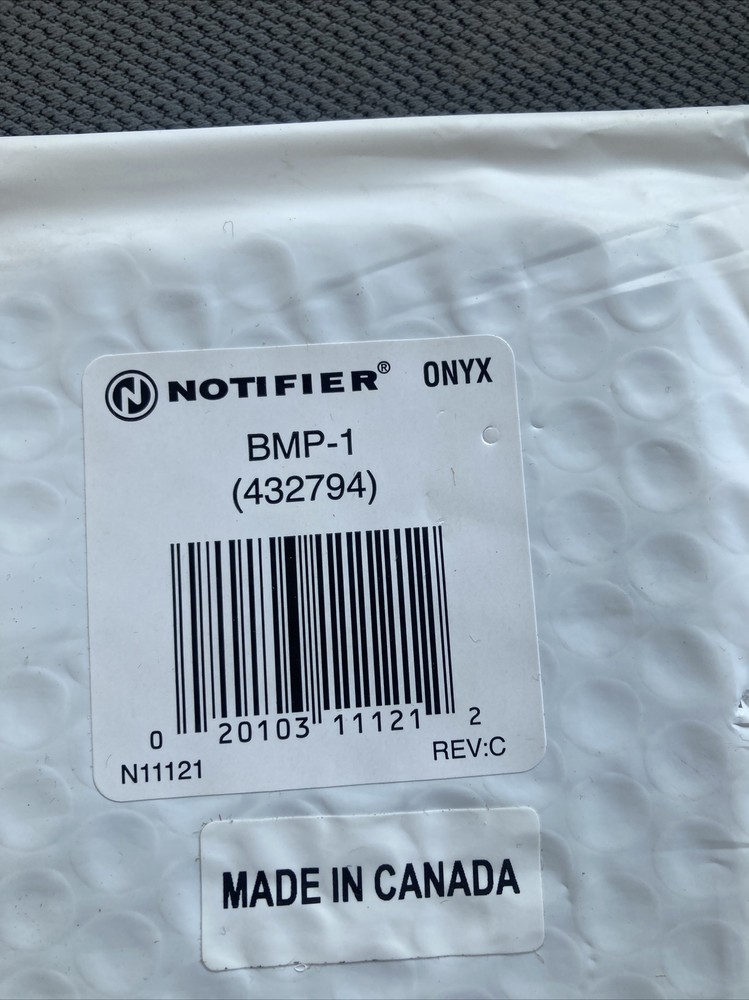 NOTIFIER® ONYX
BMP-1
(432794)
0 20103 11121 2
N11121 REV:C
MADE IN CANADA